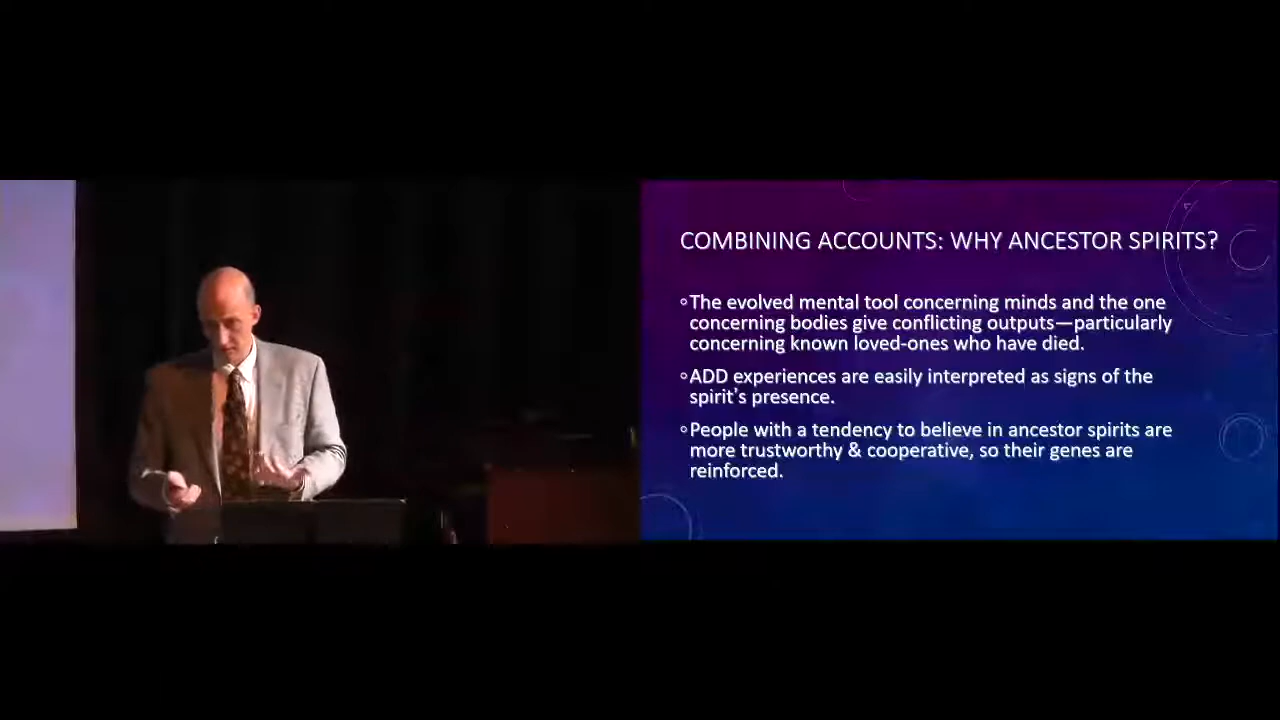 COMBINING ACCOUNTS: WHY ANCESTOR SPIRITS?
◦The evolved mental tool concerning minds and the one
concerning bodies give conflicting outputs—particularly
concerning known loved-ones who have died.
◦ADD experiences are easily interpreted as signs of the
spirit's presence.
◦People with a tendency to believe in ancestor spirits are
more trustworthy & cooperative, so their genes are
reinforced.